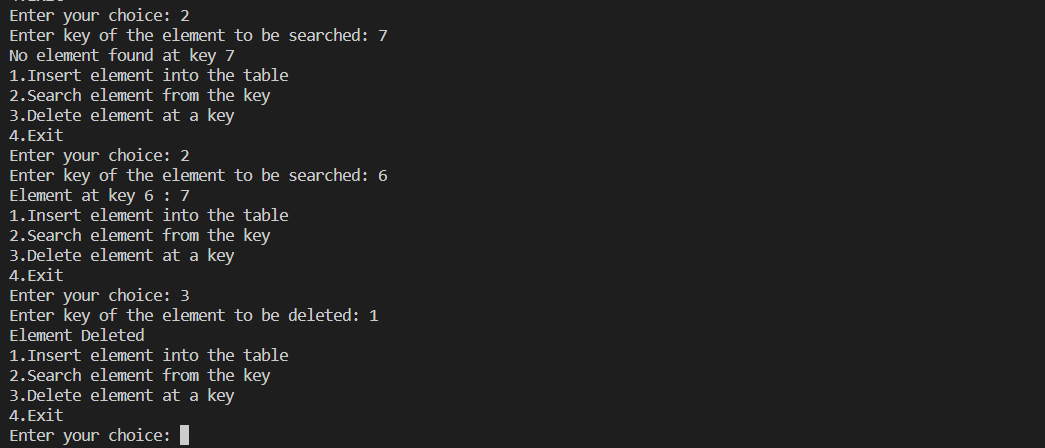 Enter your choice: 2
Enter key of the element to be searched: 7
No element found at key 7
1.Insert element into the table
2.Search element from the key
3.Delete element at a key
4.Exit
Enter your choice: 2
Enter key of the element to be searched: 6
Element at key 6 : 7
1.Insert element into the table
2.Search element from the key
3.Delete element at a key
4.Exit
Enter your choice: 3
Enter key of the element to be deleted: 1
Element Deleted
1.Insert element into the table
2.Search element from the key
3.Delete element at a key
4.Exit
Enter your choice: